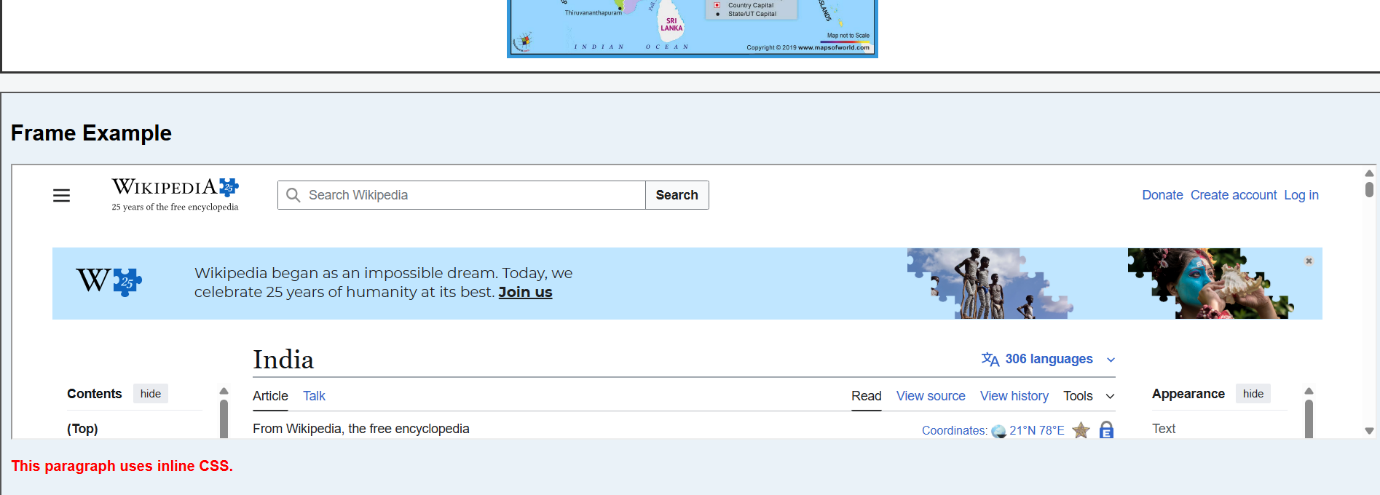 Thiruvananthapuram
SRI
LANKA
Country Capital
State/UT Capital
ISLANDS
Map not to Scale
INDIAN OCEAN
Copyright © 2019 www.mapsofworld.com
Frame Example
WIKIPEDIA 25
25 years of the free encyclopedia
Search Wikipedia
Search
Donate Create account Log in
W 25
Wikipedia began as an impossible dream. Today, we
celebrate 25 years of humanity at its best. Join us
India
306 languages
Contents hide
Article Talk
Read View source View history Tools
Appearance hide
(Top)
From Wikipedia, the free encyclopedia
Coordinates: 21°N 78°E
E
Text
This paragraph uses inline CSS.